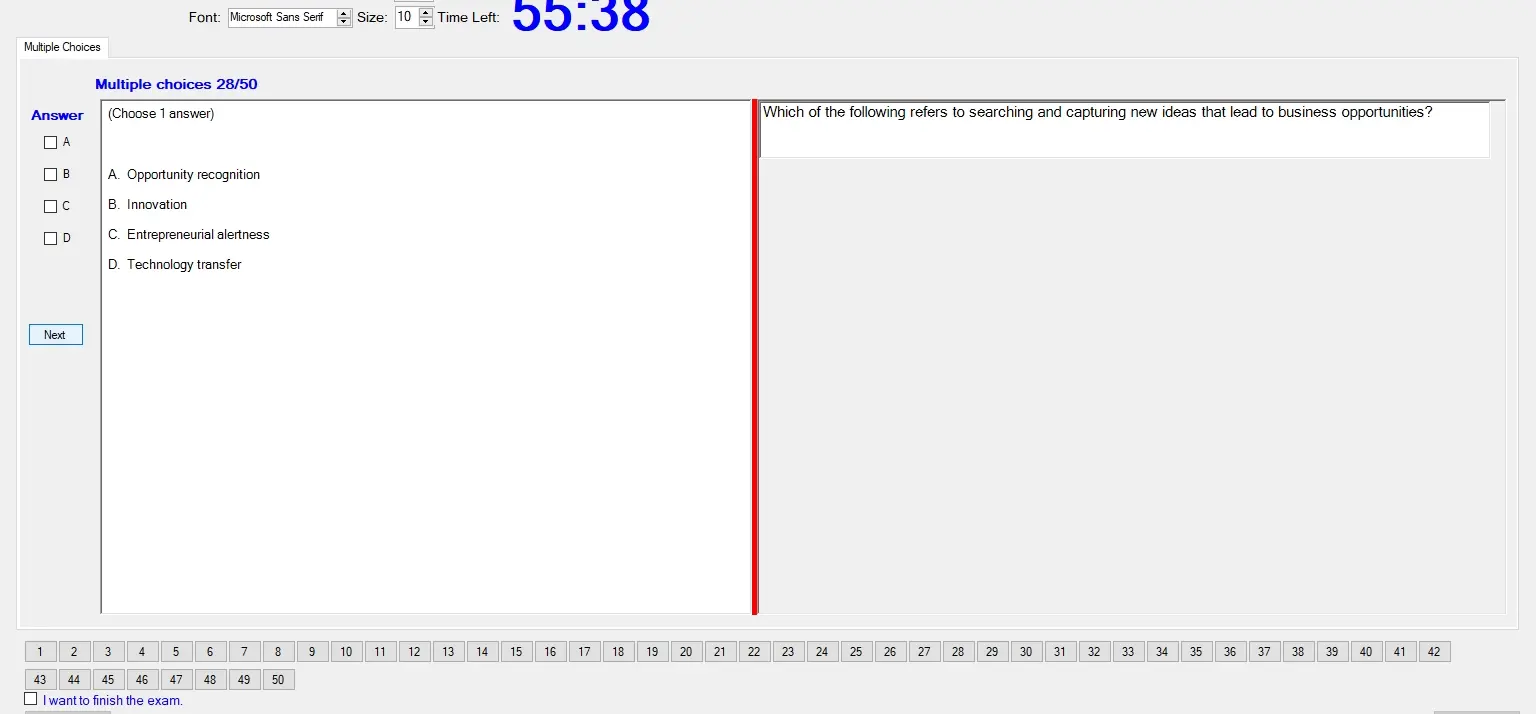 Font: Microsoft Sans Serif Size: 10 Time Left: 55:38
Multiple Choices
Multiple choices 28/50
Answer
A
B
C
D
Next
(Choose 1 answer)
A. Opportunity recognition
B. Innovation
C. Entrepreneurial alertness
D. Technology transfer
Which of the following refers to searching and capturing new ideas that lead to business opportunities?
1 2 3 4 5 6 7 8 9 10 11 12 13 14 15 16 17 18 19 20 21 22 23 24 25 26 27 28 29 30 31 32 33 34 35 36 37 38 39 40 41 42
43 44 45 46 47 48 49 50
I want to finish the exam.